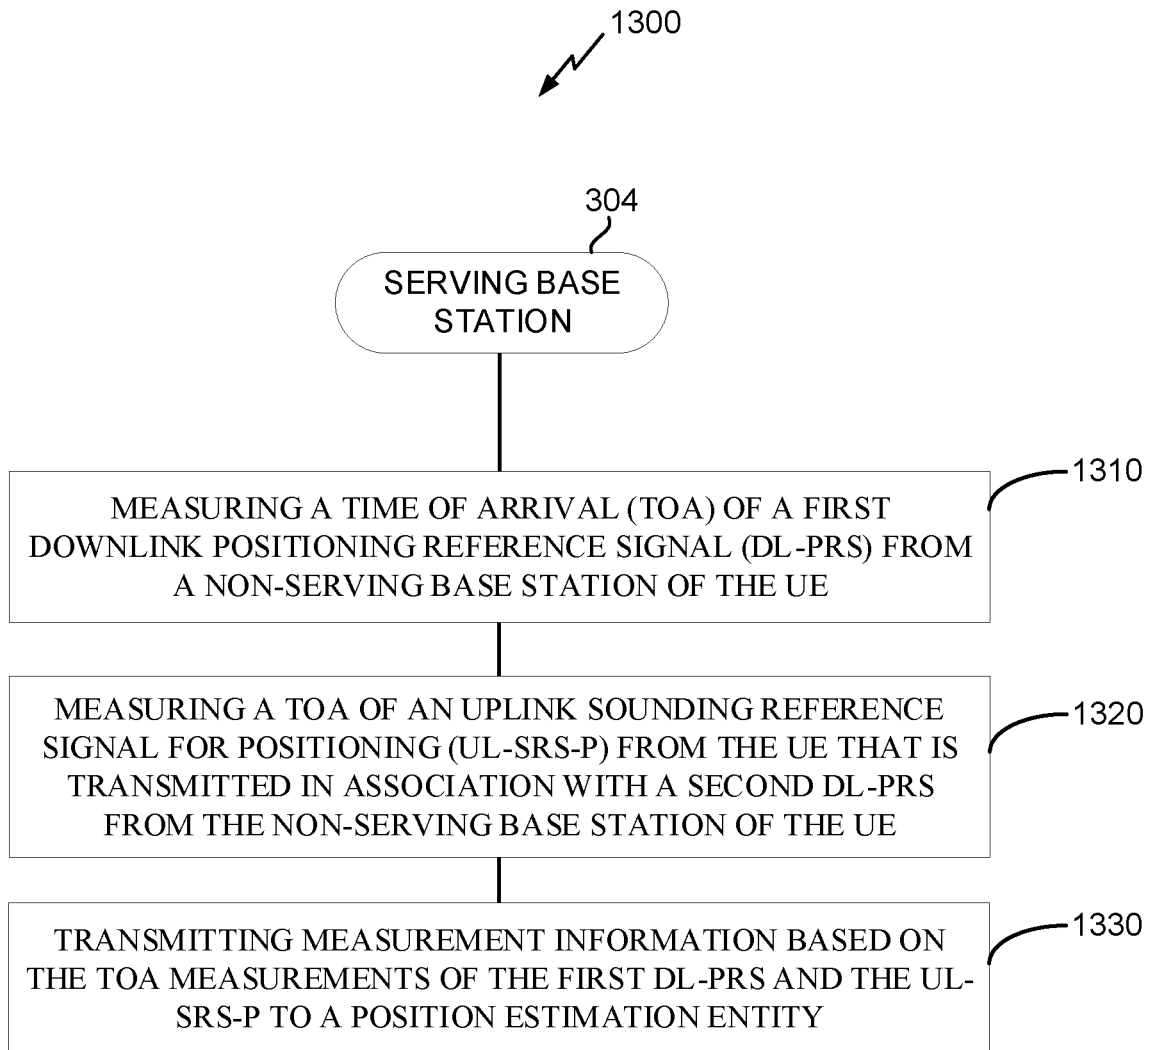 1300
304
SERVING BASE
STATION
1310
MEASURING A TIME OF ARRIVAL (TOA) OF A FIRST
DOWNLINK POSITIONING REFERENCE SIGNAL (DL-PRS) FROM
A NON-SERVING BASE STATION OF THE UE
1320
MEASURING A TOA OF AN UPLINK SOUNDING REFERENCE
SIGNAL FOR POSITIONING (UL-SRS-P) FROM THE UE THAT IS
TRANSMITTED IN ASSOCIATION WITH A SECOND DL-PRS
FROM THE NON-SERVING BASE STATION OF THE UE
1330
TRANSMITTING MEASUREMENT INFORMATION BASED ON
THE TOA MEASUREMENTS OF THE FIRST DL-PRS AND THE UL-
SRS-P TO A POSITION ESTIMATION ENTITY